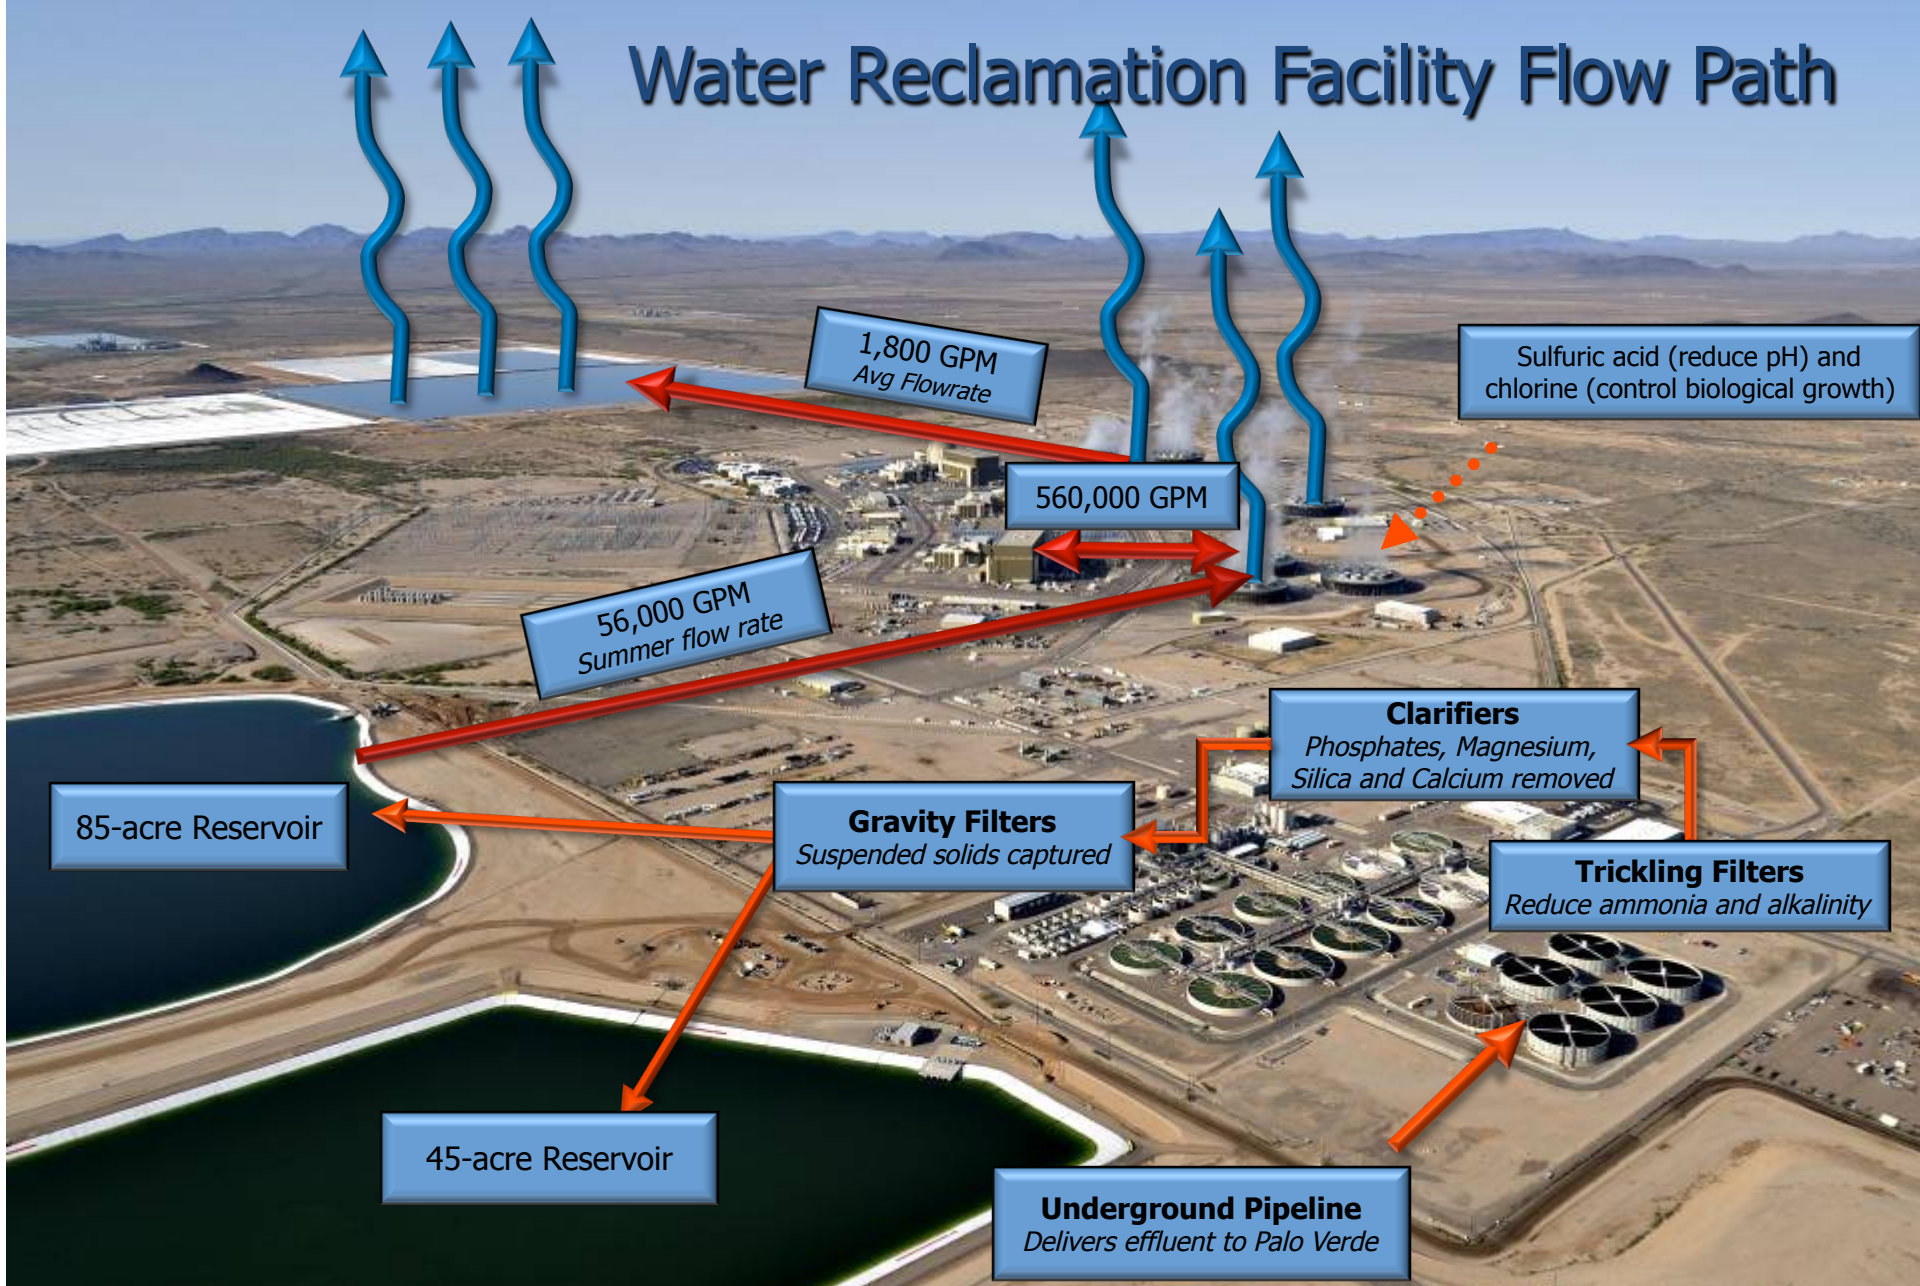 Water Reclamation Facility Flow Path
1,800 GPM
Avg Flowrate
Sulfuric acid (reduce pH) and
chlorine (control biological growth)
560,000 GPM
56,000 GPM
Summer flow rate
Clarifiers
Phosphates, Magnesium,
Silica and Calcium removed
85-acre Reservoir
Gravity Filters
Suspended solids captured
Trickling Filters
Reduce ammonia and alkalinity
45-acre Reservoir
Underground Pipeline
Delivers effluent to Palo Verde